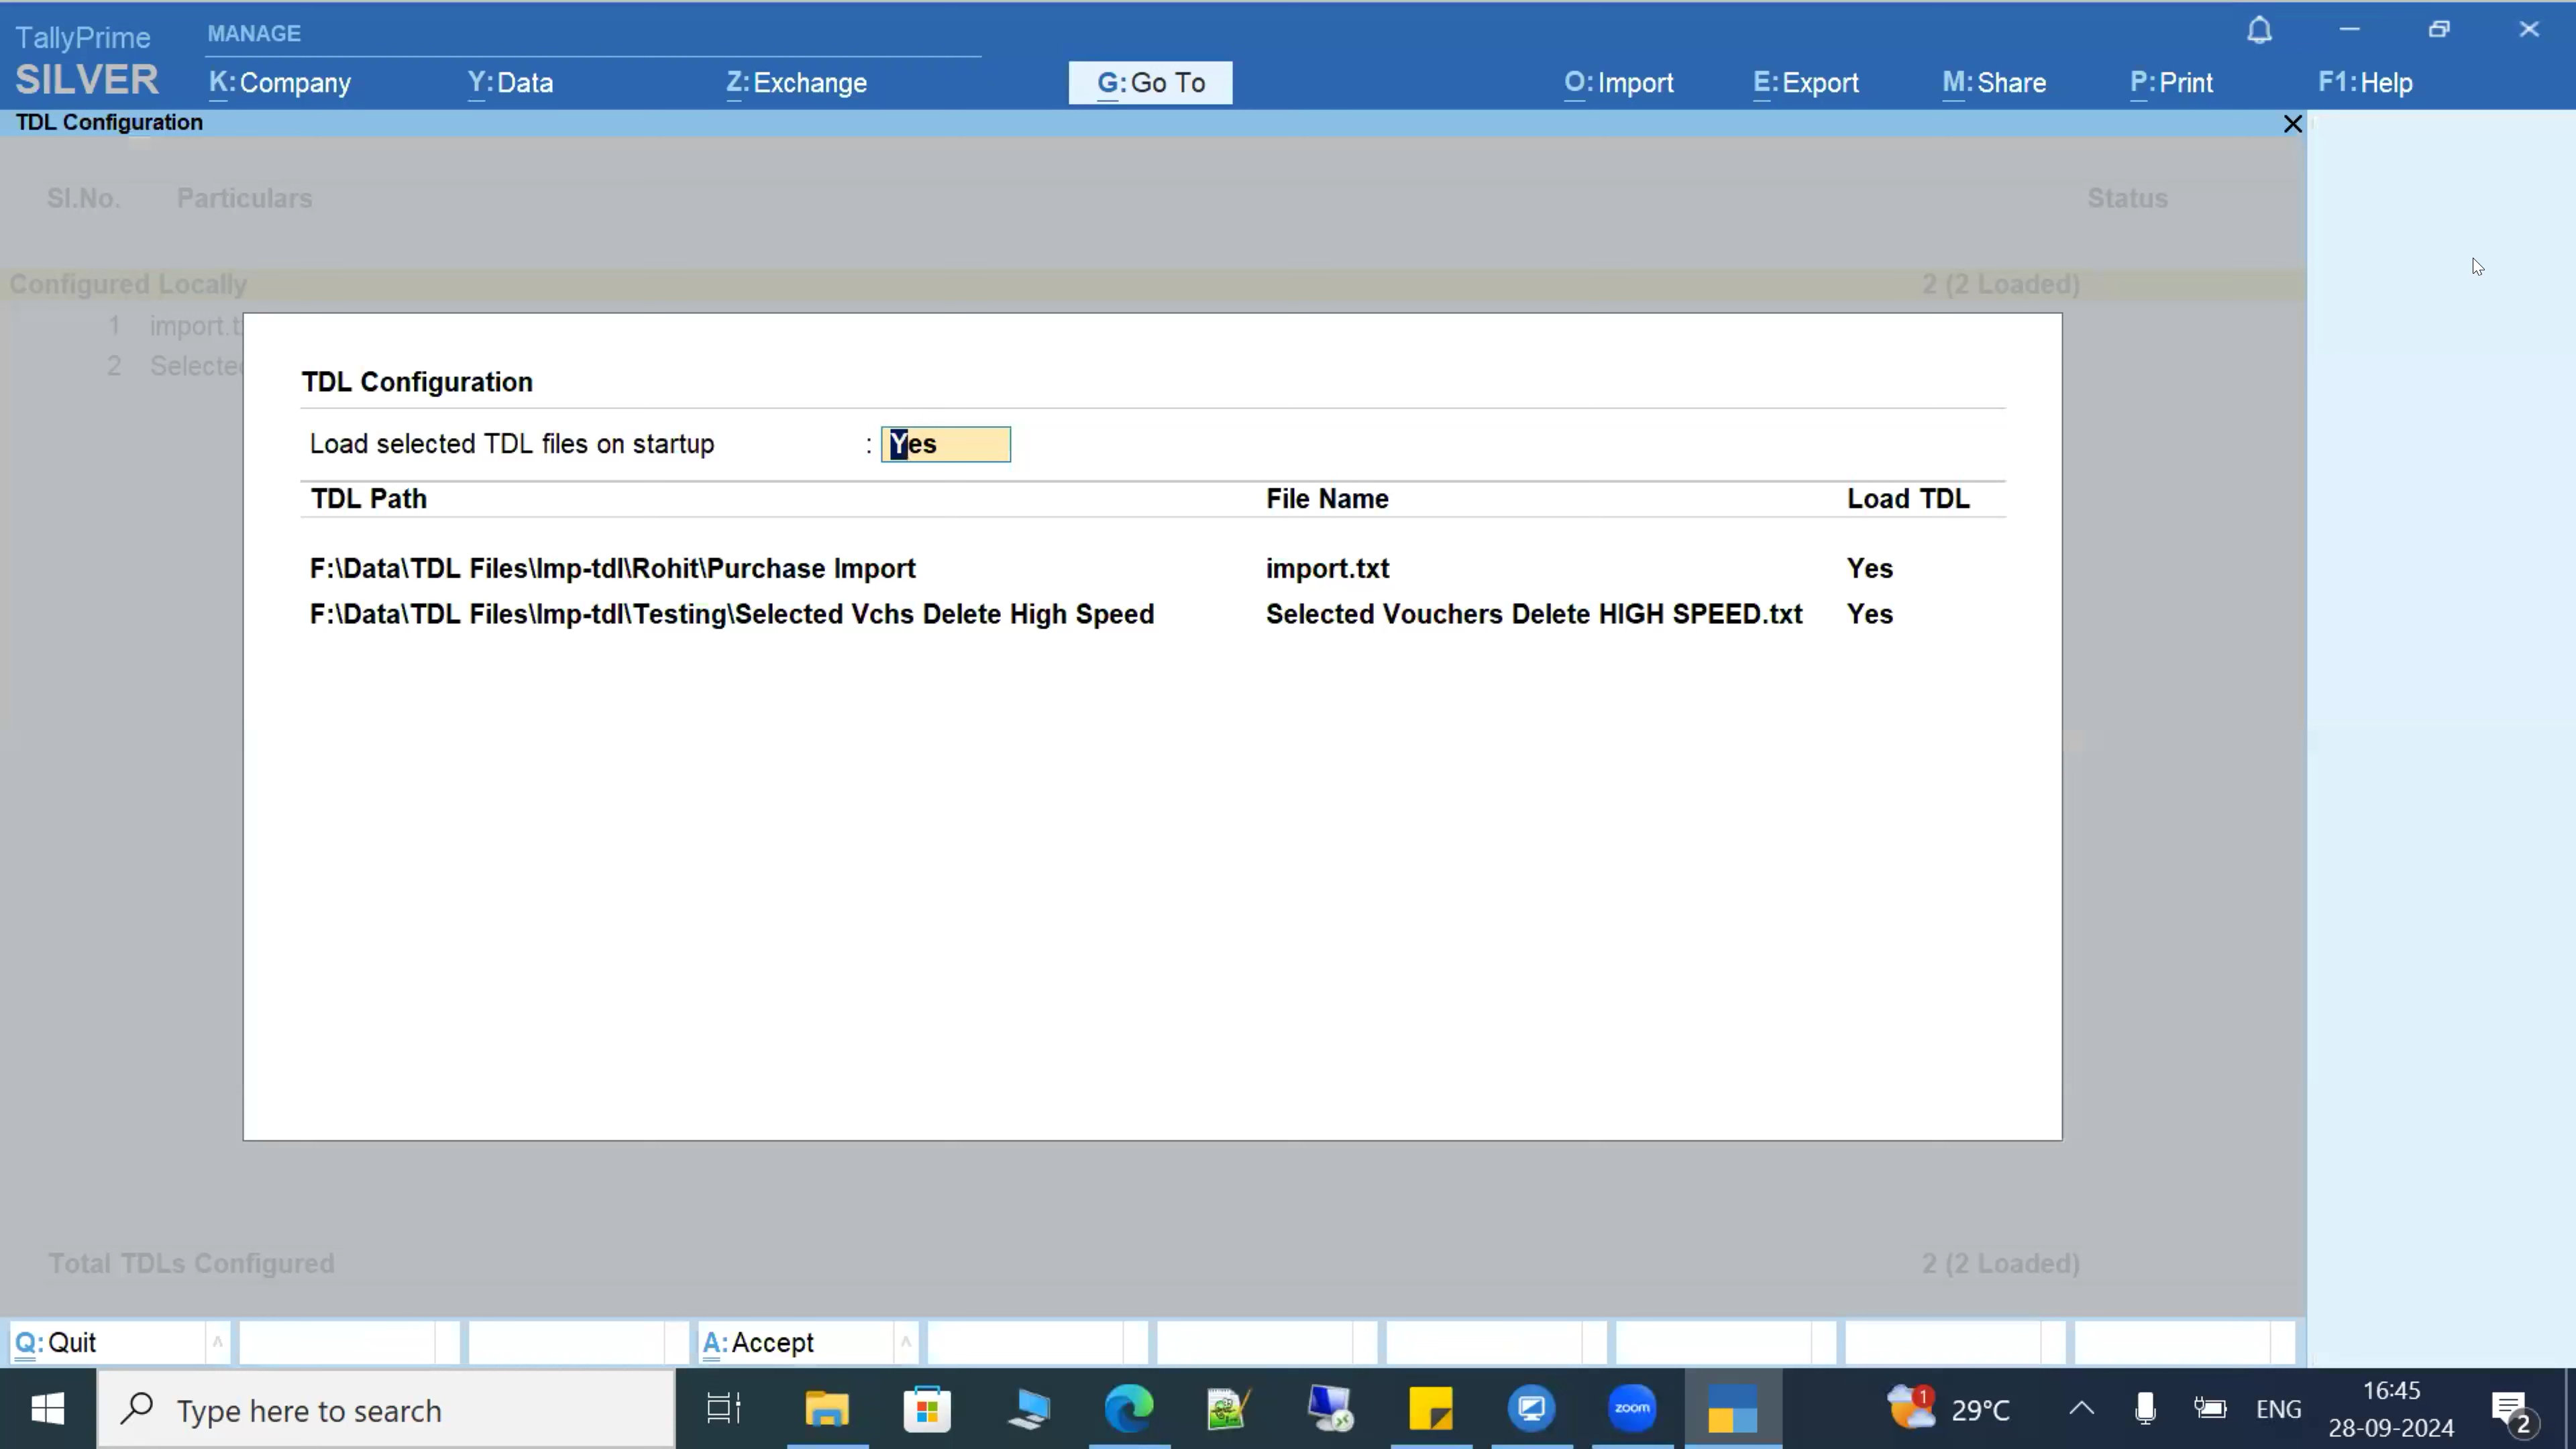 TallyPrime
SILVER
MANAGE
K: Company
Y: Data
Z: Exchange
G: Go To
O: Import
E: Export
M: Share
P: Print
F1: Help
TDL Configuration
Sl.No. Particulars Status
Configured Locally 2 (2 Loaded)
1 import.t
2 Selected
TDL Configuration
Load selected TDL files on startup : Yes
TDL Path File Name Load TDL
F:\Data\TDL Files\Imp-tdl\Rohit\Purchase Import import.txt Yes
F:\Data\TDL Files\Imp-tdl\Testing\Selected Vchs Delete High Speed Selected Vouchers Delete HIGH SPEED.txt Yes
Total TDLs Configured 2 (2 Loaded)
Q: Quit
A: Accept
Type here to search
zoom
1
29°C
ENG
16:45
28-09-2024
2